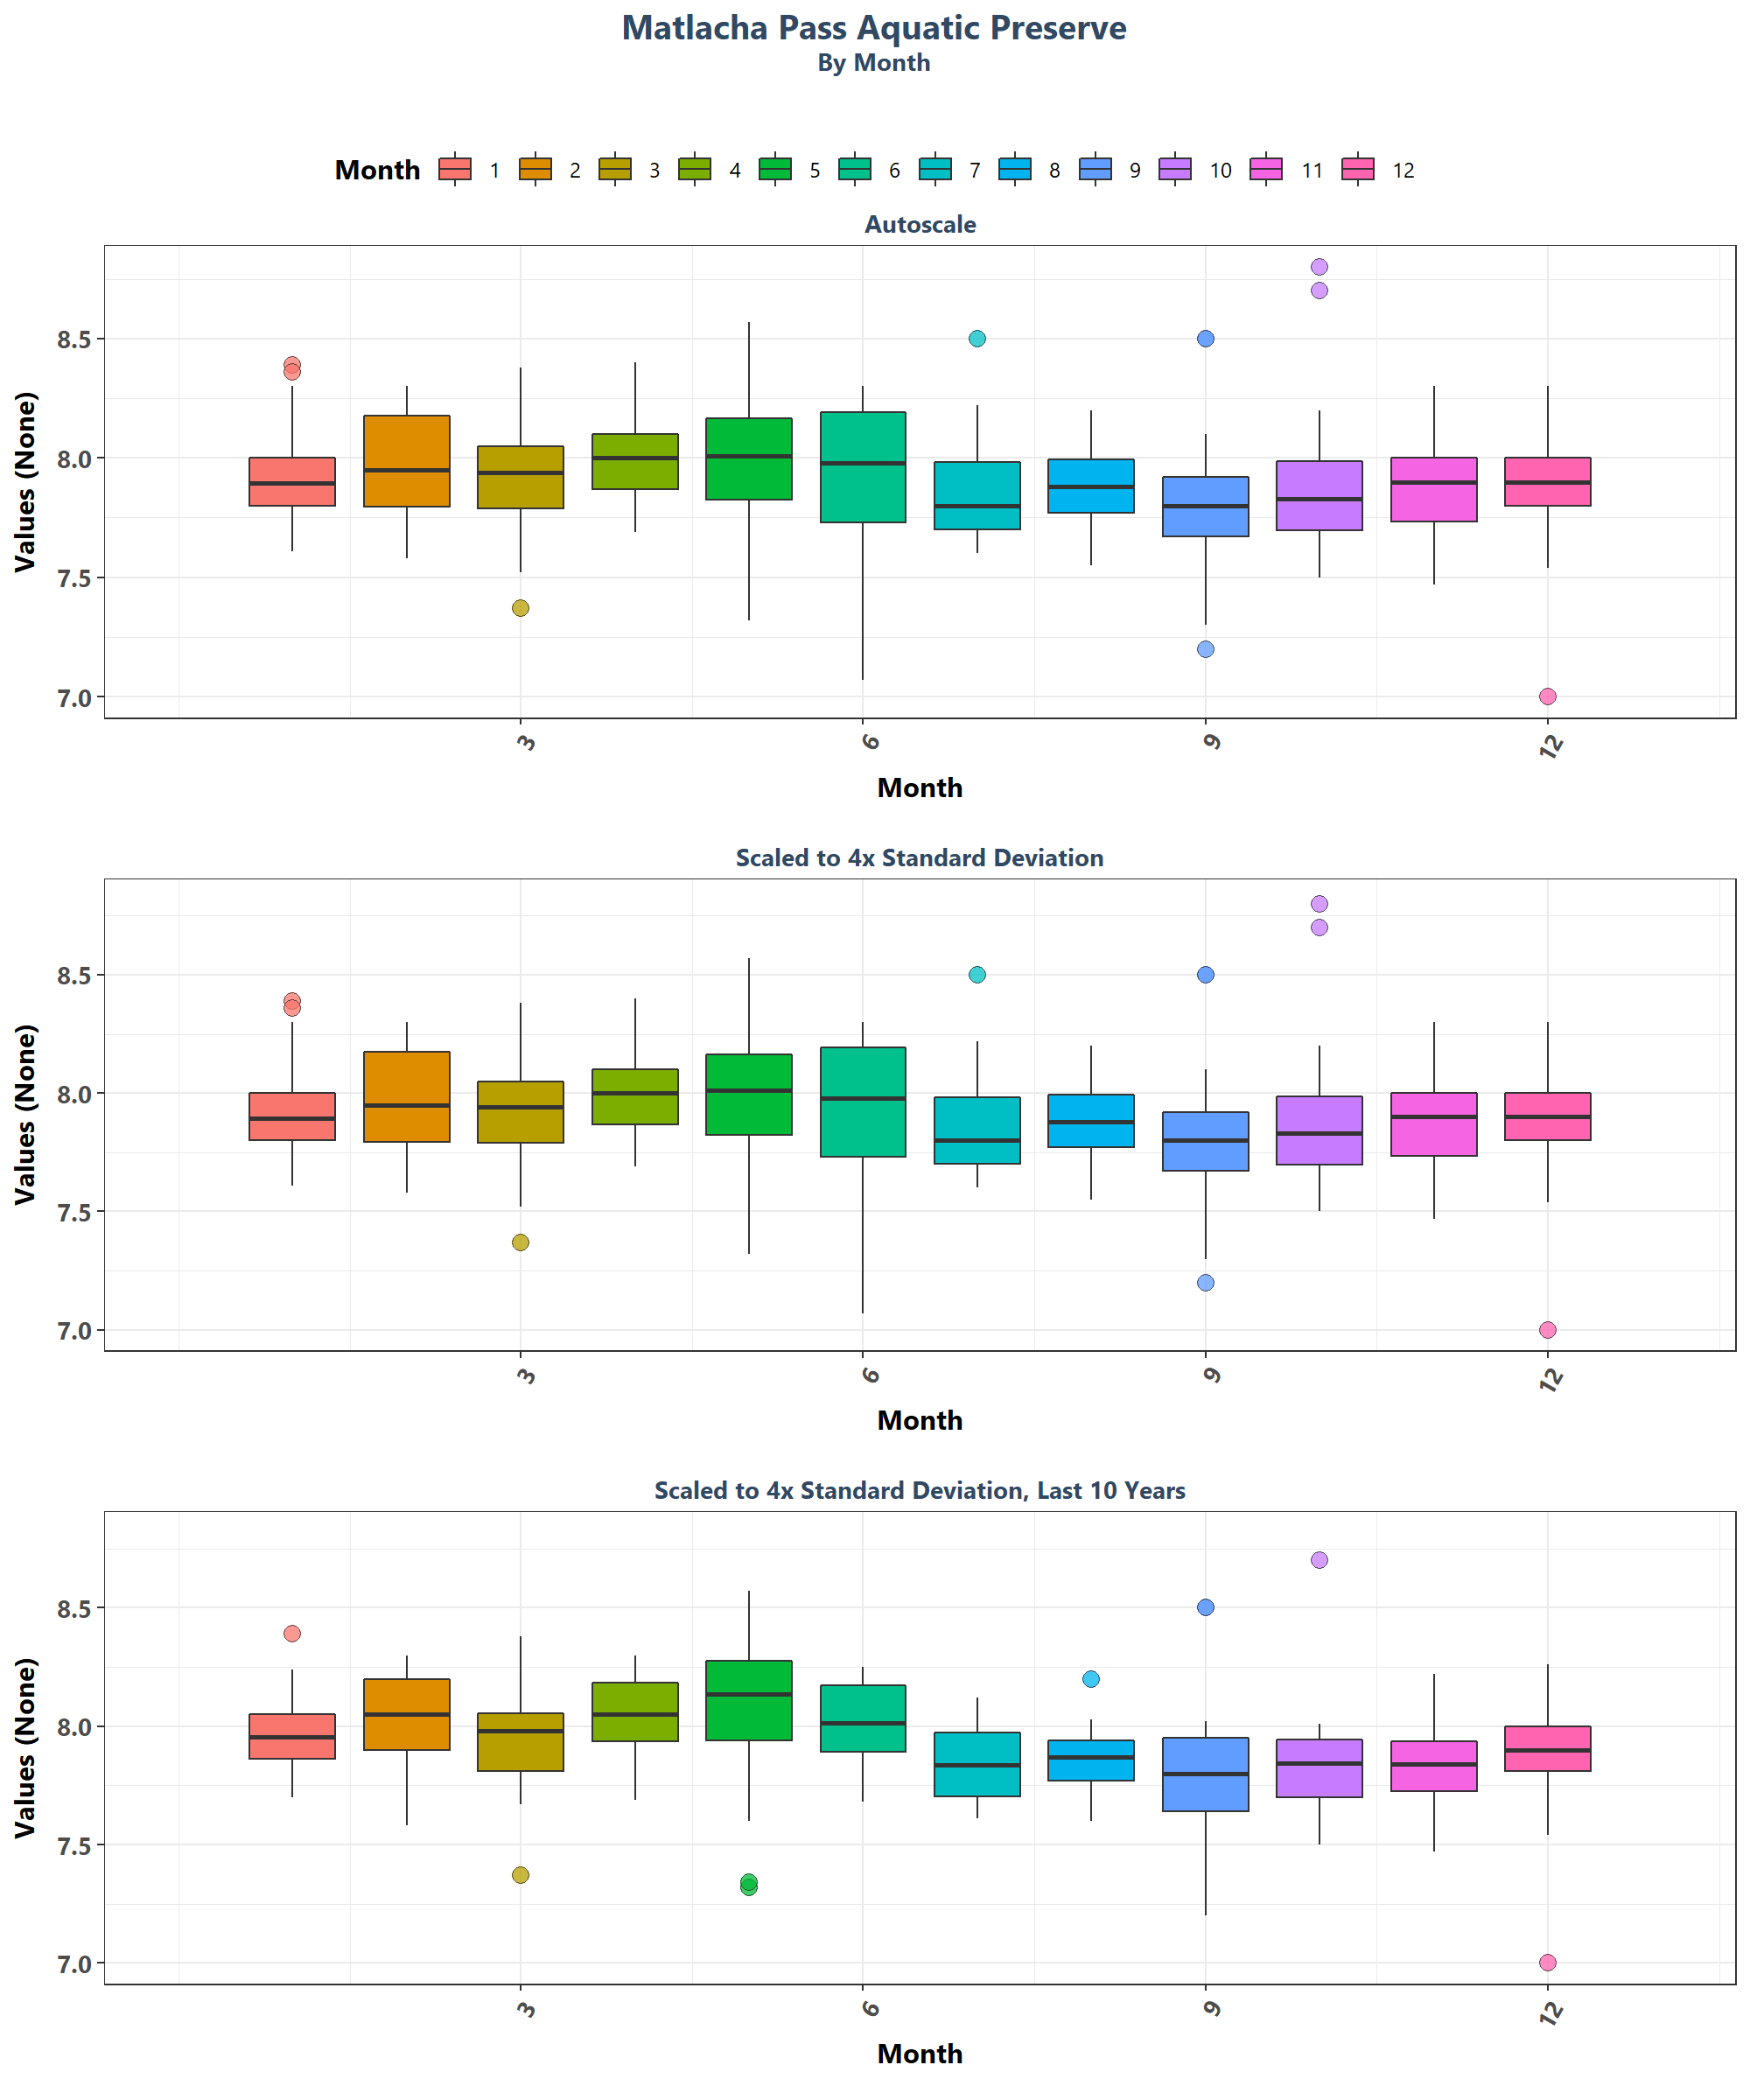 Matlacha Pass Aquatic Preserve
By Month
Month 1 2 3 4 5 6 7 8 9 10 11 12
Autoscale
Values (None)
8.5
8.0
7.5
7.0
3 6 9 12
Month
Scaled to 4x Standard Deviation
Values (None)
8.5
8.0
7.5
7.0
3 6 9 12
Month
Scaled to 4x Standard Deviation, Last 10 Years
Values (None)
8.5
8.0
7.5
7.0
3 6 9 12
Month